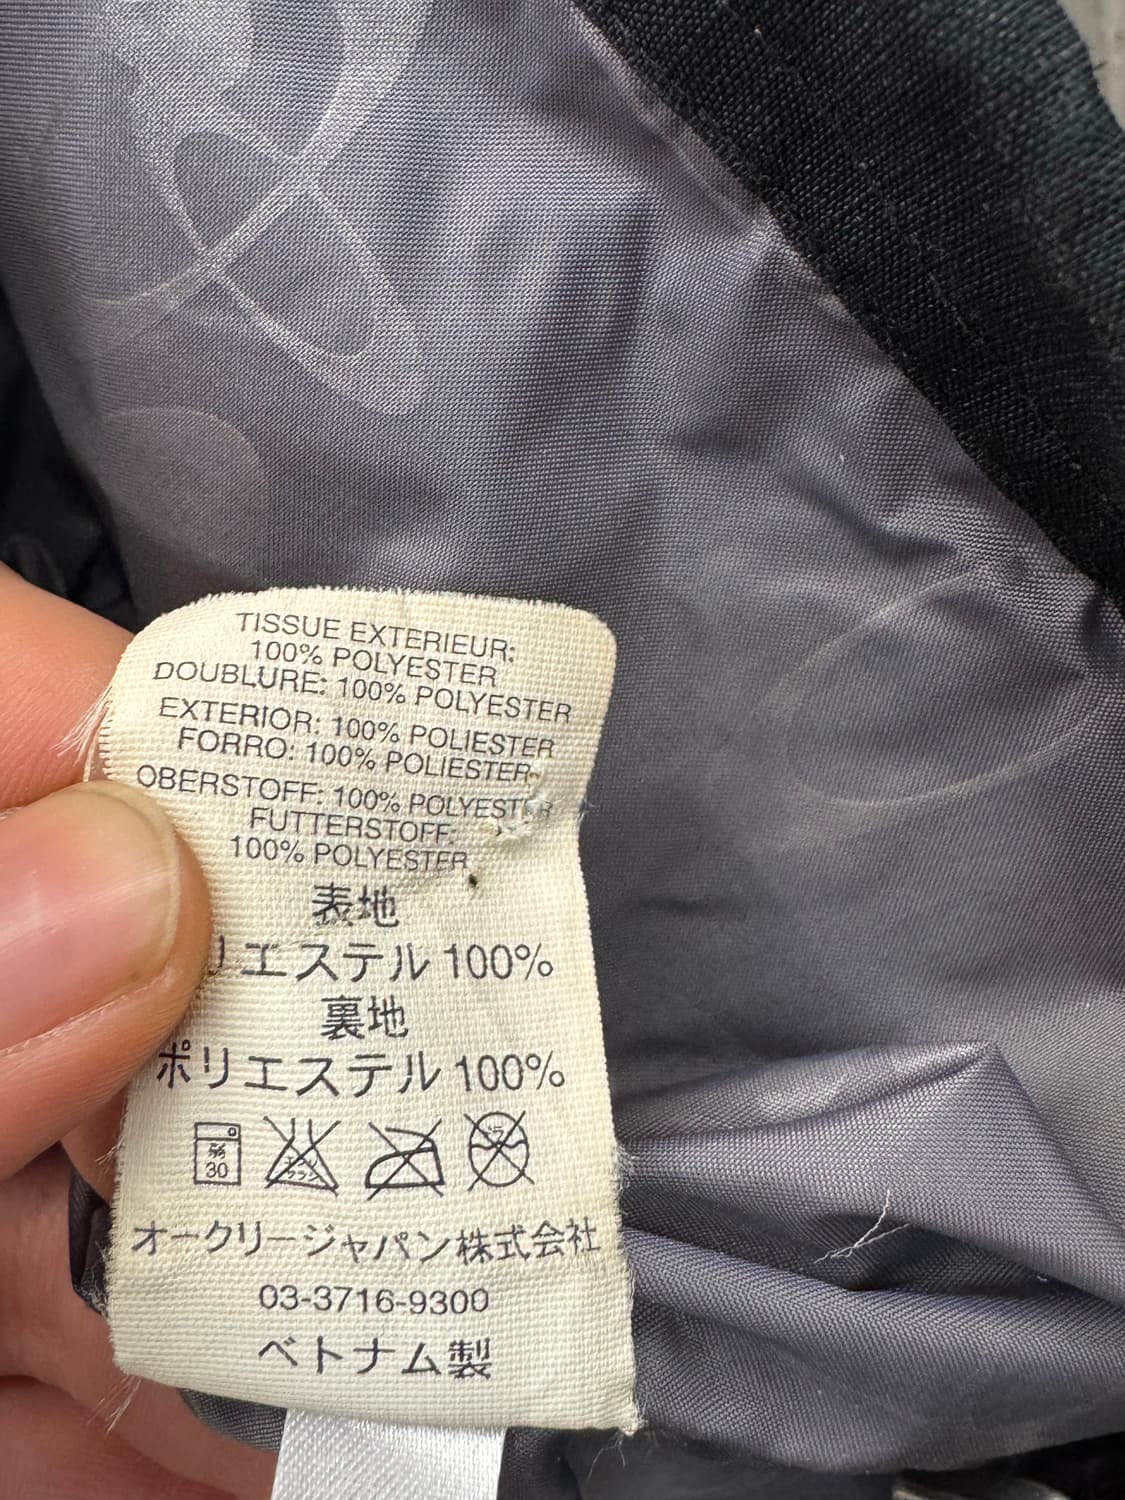 TISSUE EXTERIEUR:
100% POLYESTER
DOUBLURE: 100% POLYESTER
EXTERIOR: 100% POLIESTER
FORRO: 100% POLIESTER
OBERSTOFF: 100% POLYESTER
FUTTERSTOFF:
100% POLYESTER
表地
リエステル 100%
裏地
ポリエステル 100%
30
オークリージャパン株式会社
03-3716-9300
ベトナム製